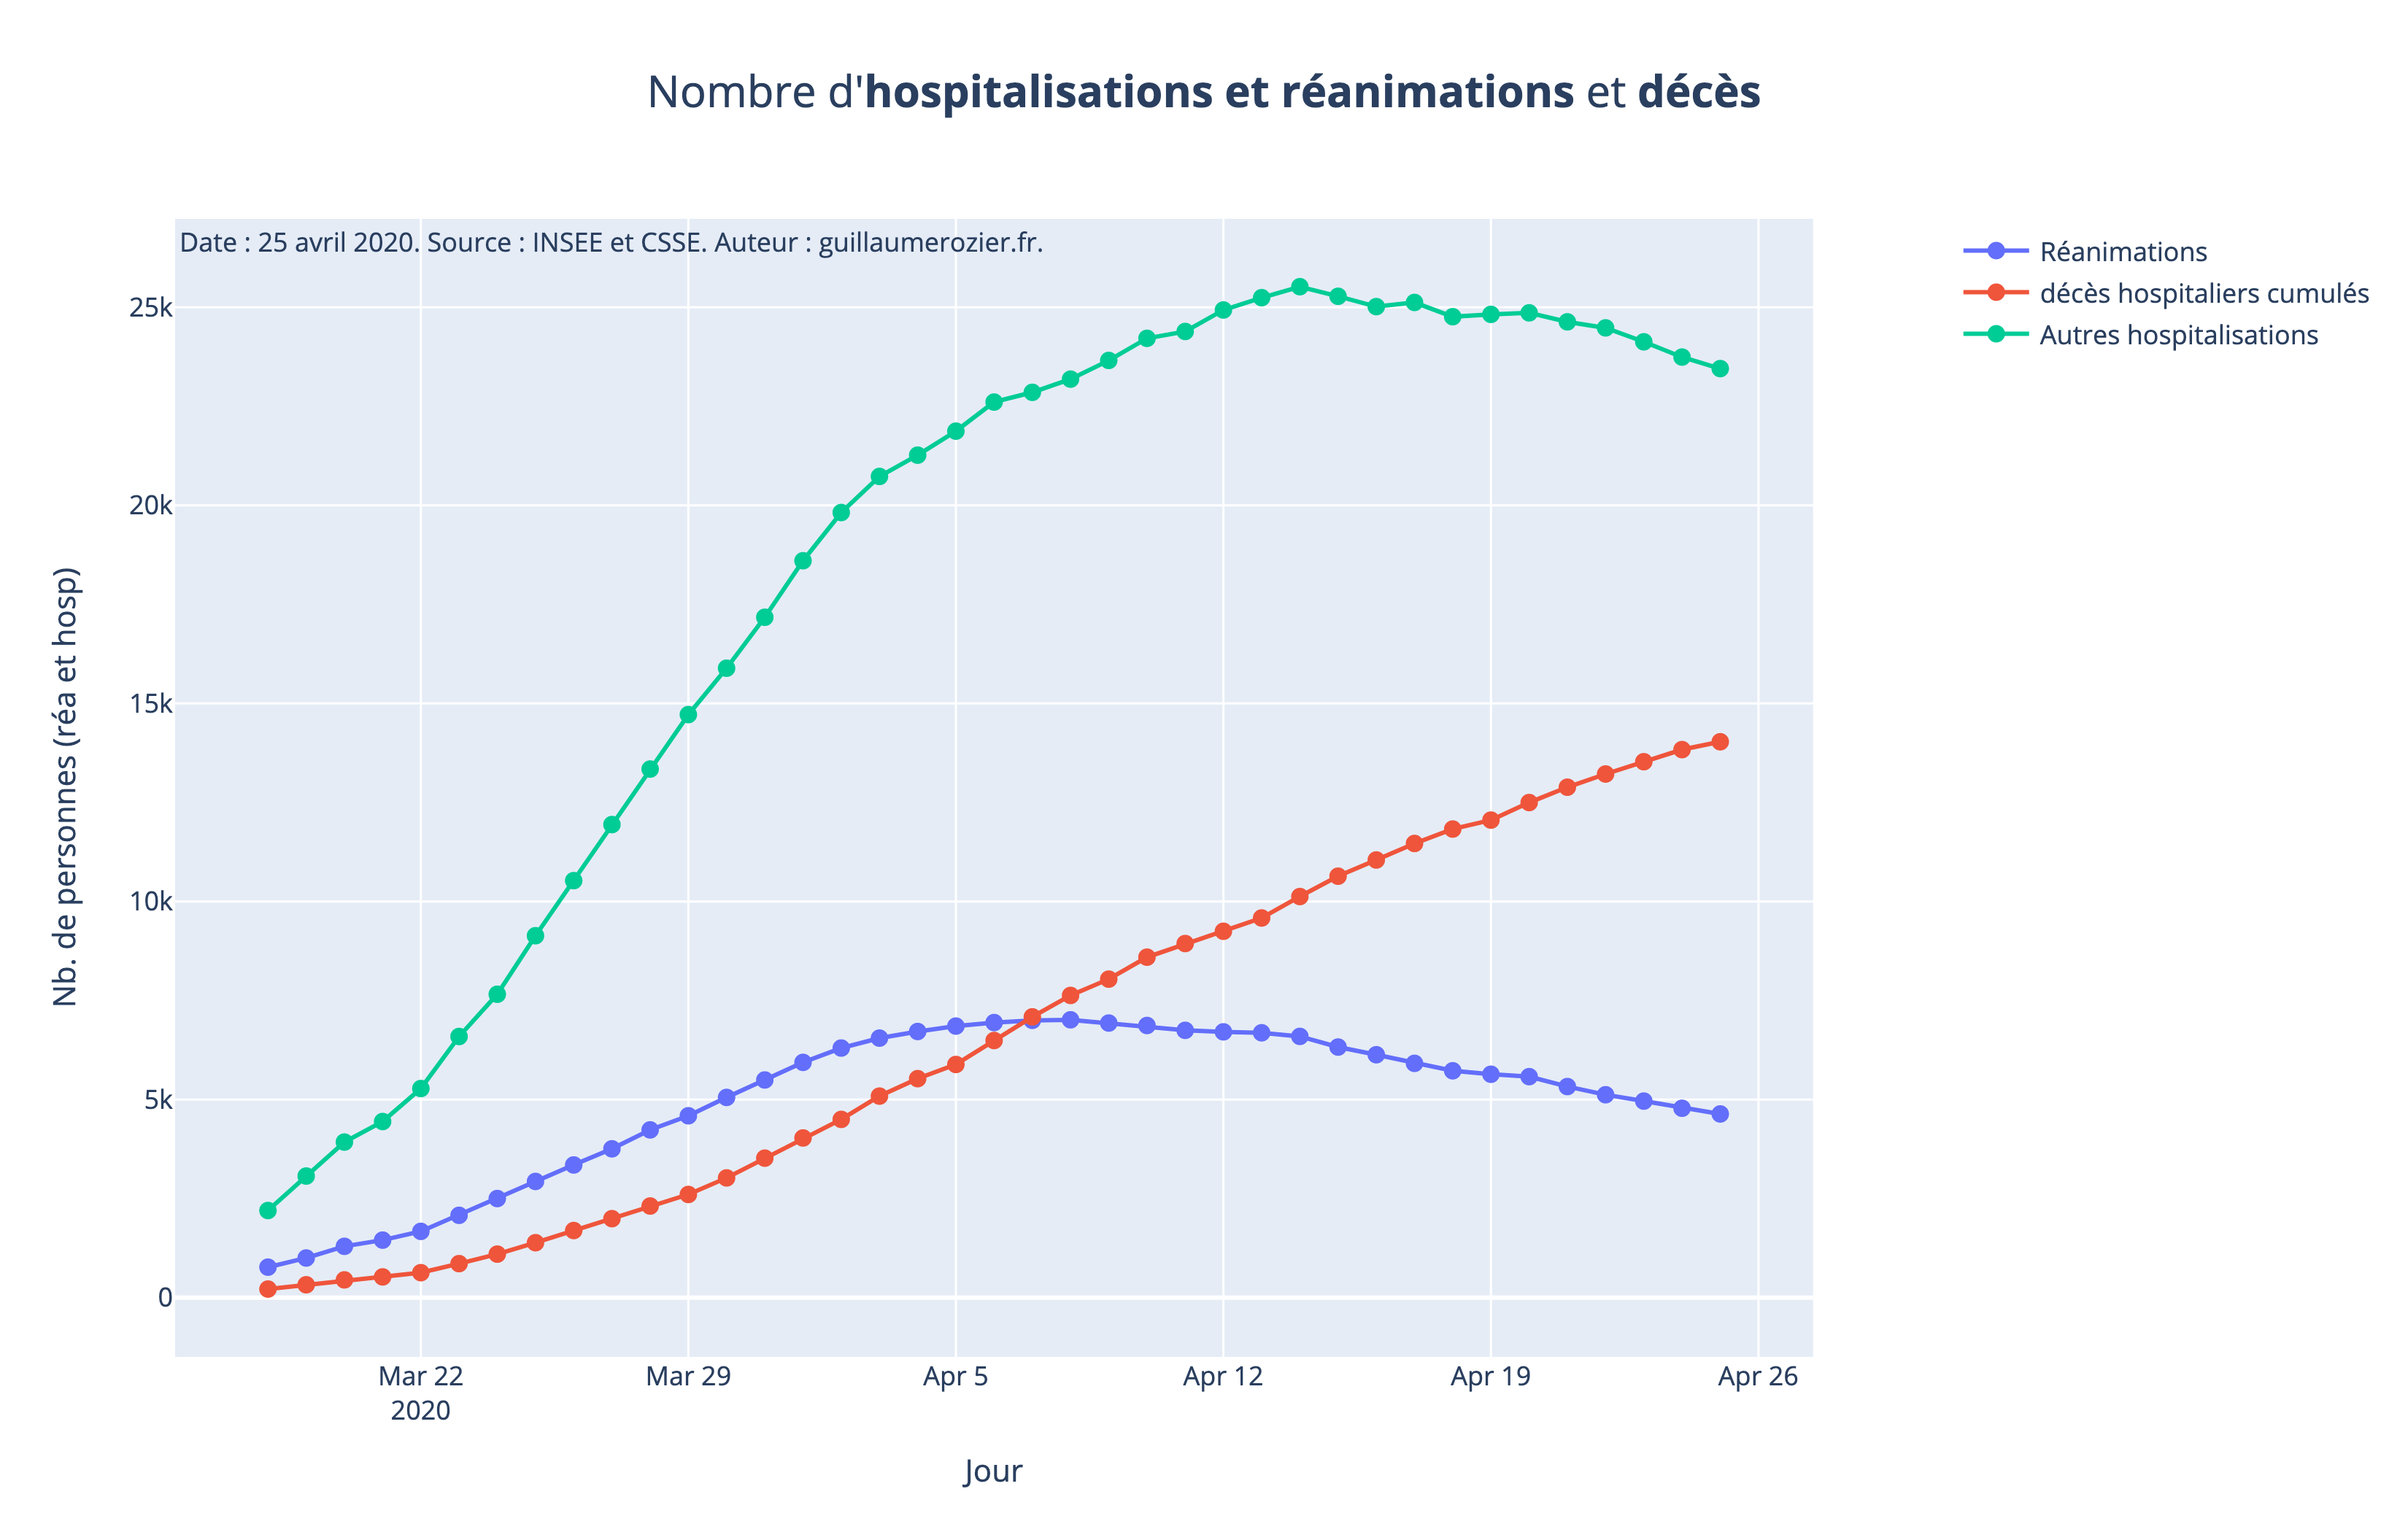 Nombre d'hospitalisations et réanimations et décès
Date : 25 avril 2020. Source : INSEE et CSSE. Auteur : guillaumerozier.fr.
Réanimations
décès hospitaliers cumulés
Autres hospitalisations
Nb. de personnes (réa et hosp)
25k
20k
15k
10k
5k
0
Mar 22 Mar 29 Apr 5 Apr 12 Apr 19 Apr 26
2020
Jour